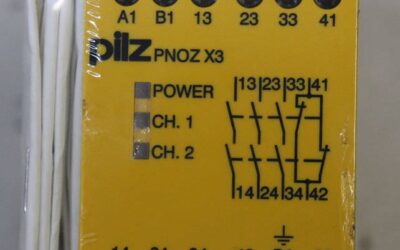 A1 B1 13 23 33 41
pilz PNOZ X3
POWER
CH. 1
CH. 2
13 23 33 41
14 24 34 42